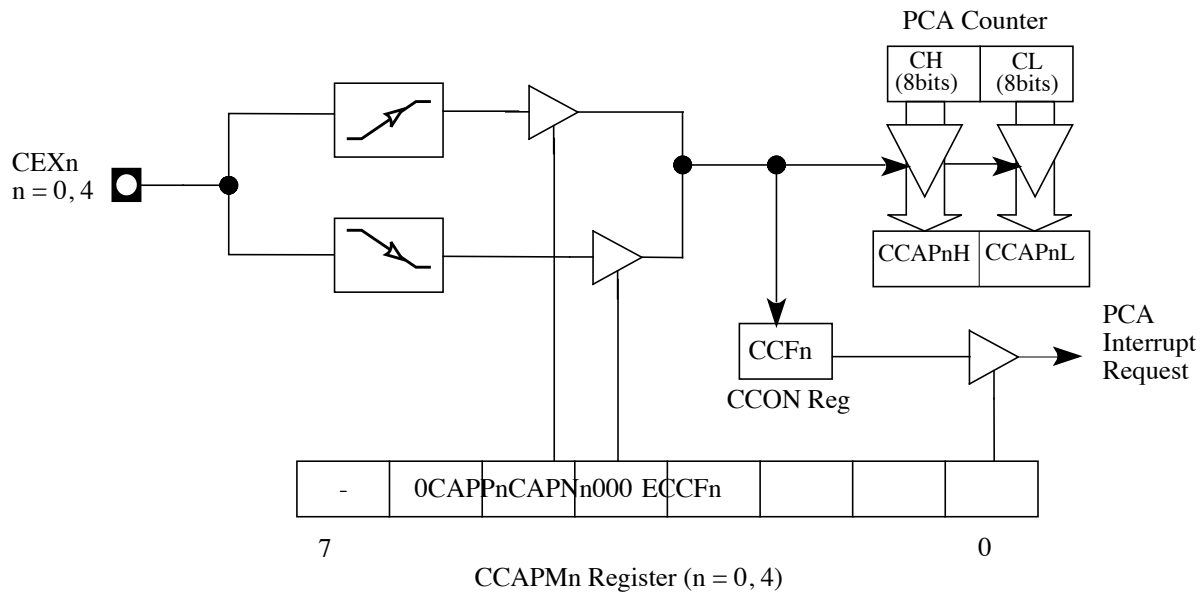 PCA Counter
CH
(8bits)
CL
(8bits)
CEXn
n = 0, 4
CCAPnH
CCAPnL
PCA
Interrupt
Request
CCFn
CCON Reg
- 0CAPPnCAPNn000 ECCFn
7
0
CCAPMn Register (n = 0, 4)